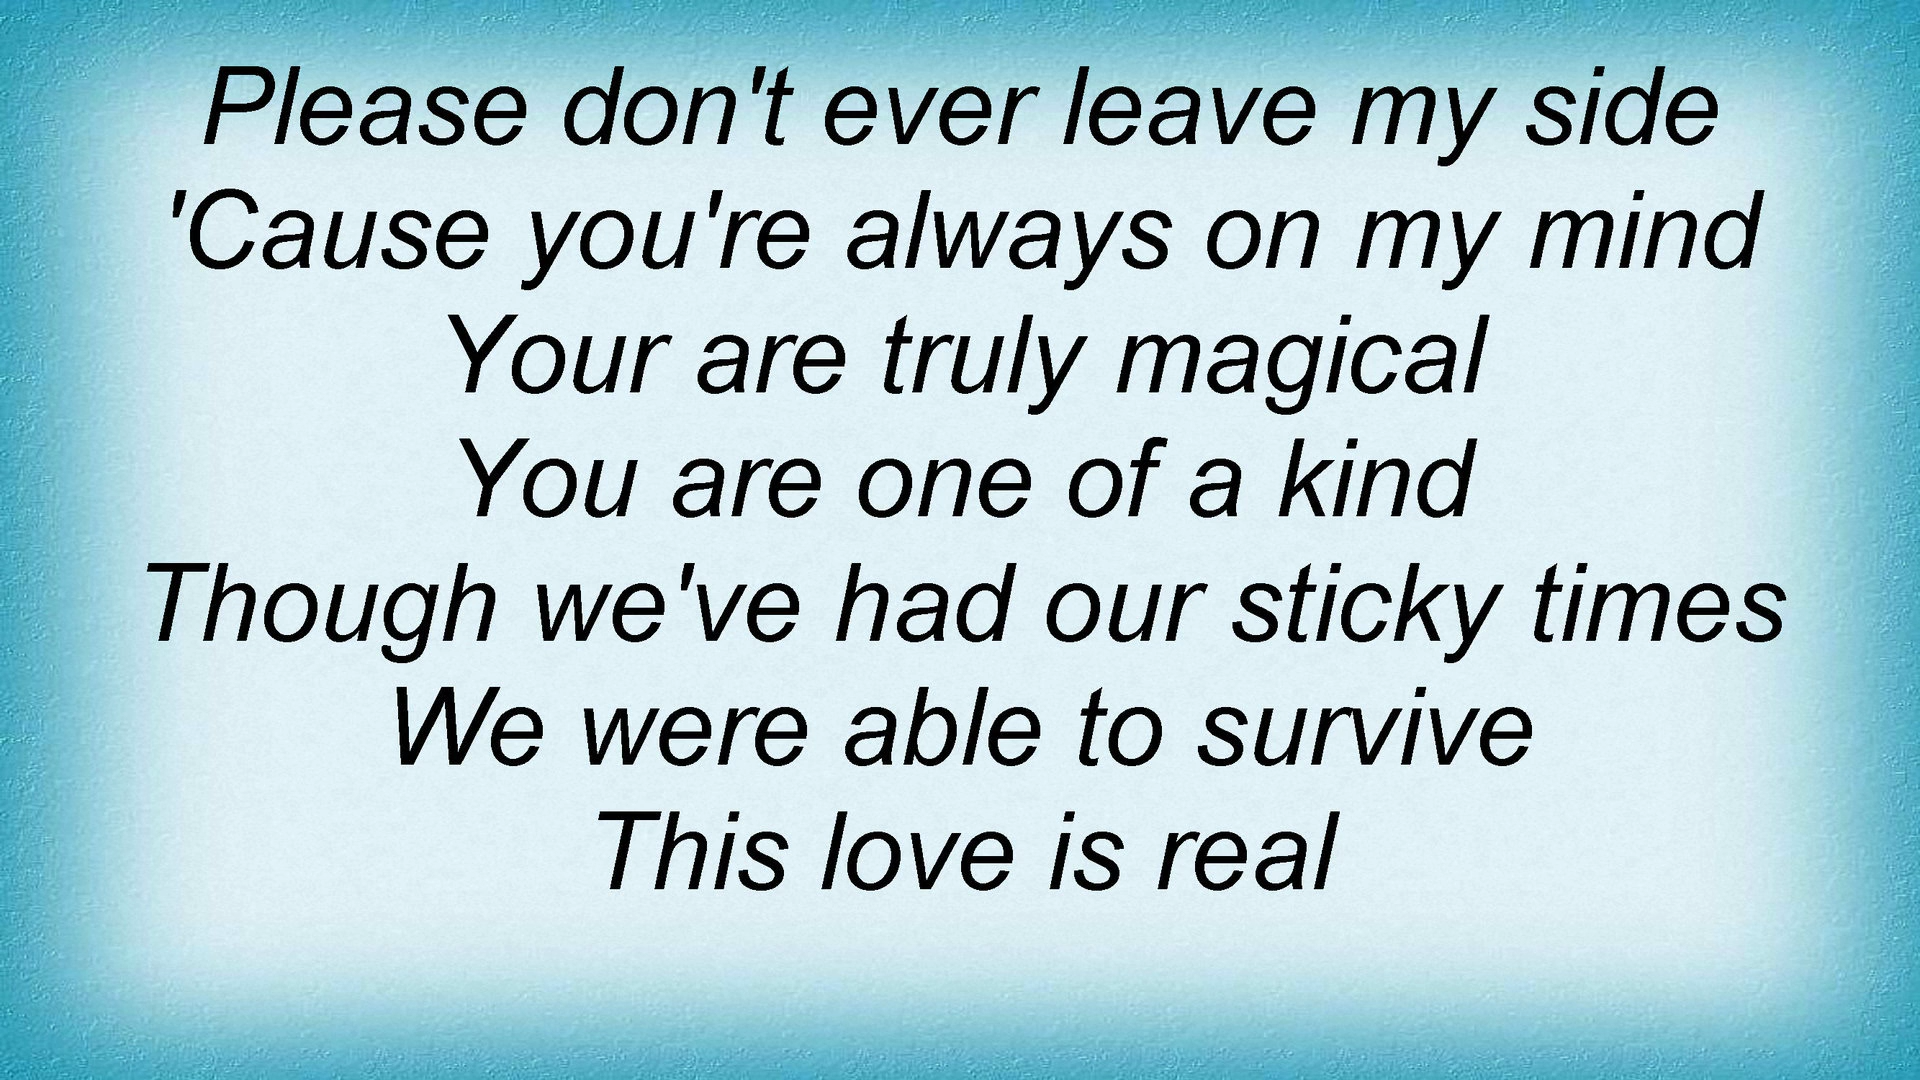 Please don't ever leave my side
'Cause you're always on my mind
Your are truly magical
You are one of a kind
Though we've had our sticky times
We were able to survive
This love is real